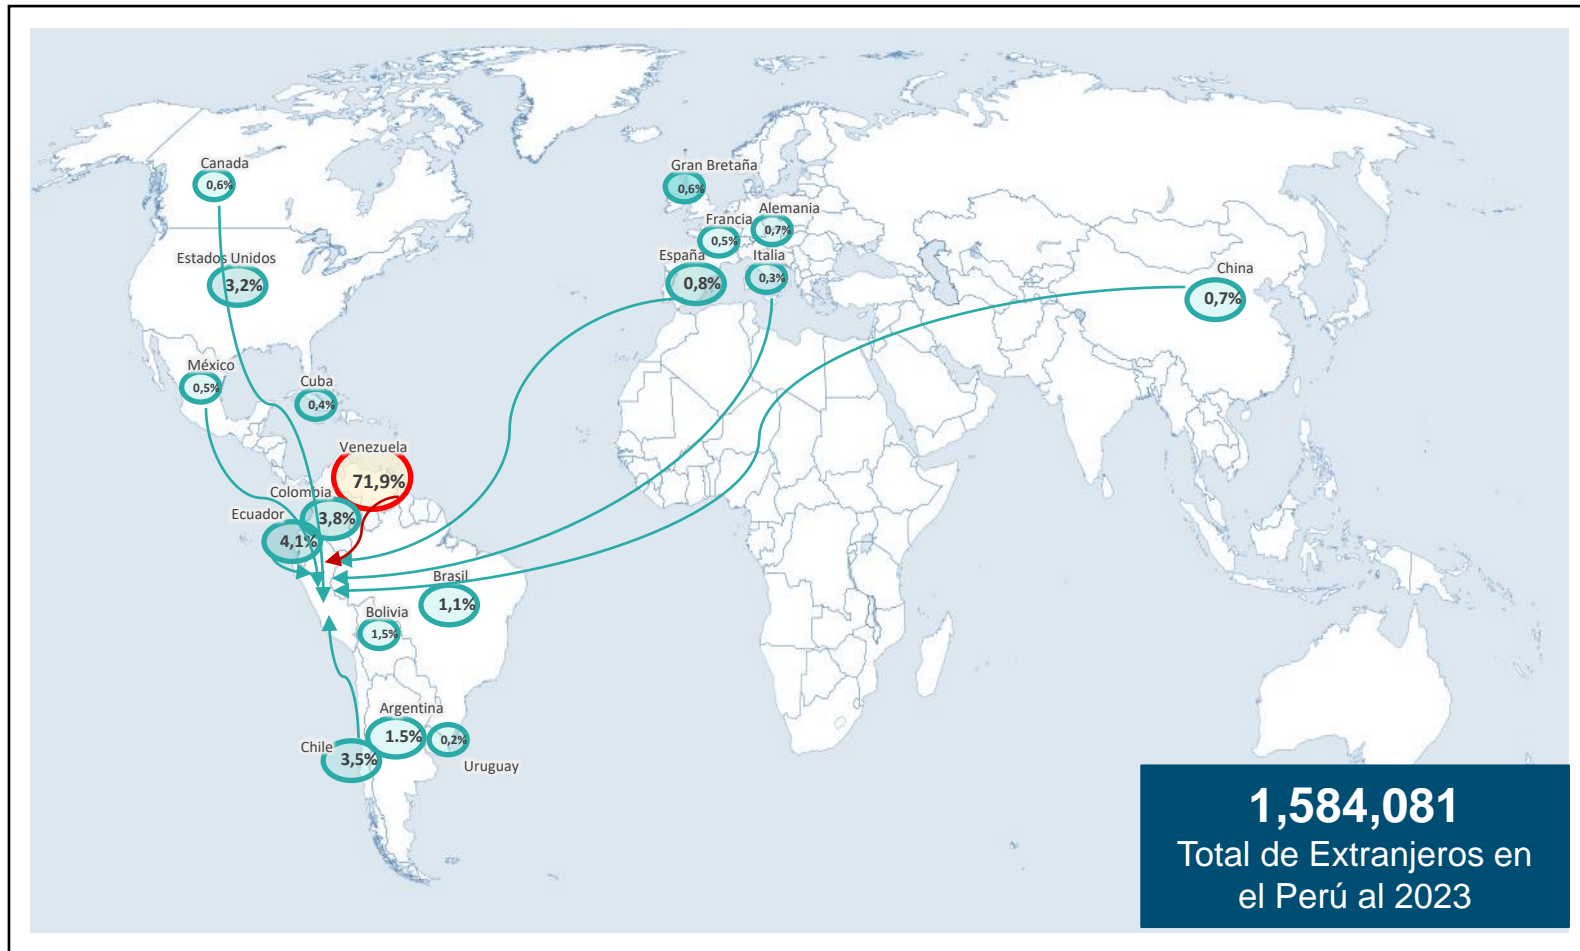 Canada
0,6%
Gran Bretaña
0,6%
Alemania
0,7%
Francia
0,5%
España
0,8%
Italia
0,3%
China
0,7%
Estados Unidos
3,2%
México
0,5%
Cuba
0,4%
Venezuela
71,9%
Colombia
3,8%
Ecuador
4,1%
Brasil
1,1%
Bolivia
1,5%
Argentina
1.5%
0,2%
Uruguay
Chile
3,5%
1,584,081
Total de Extranjeros en
el Perú al 2023